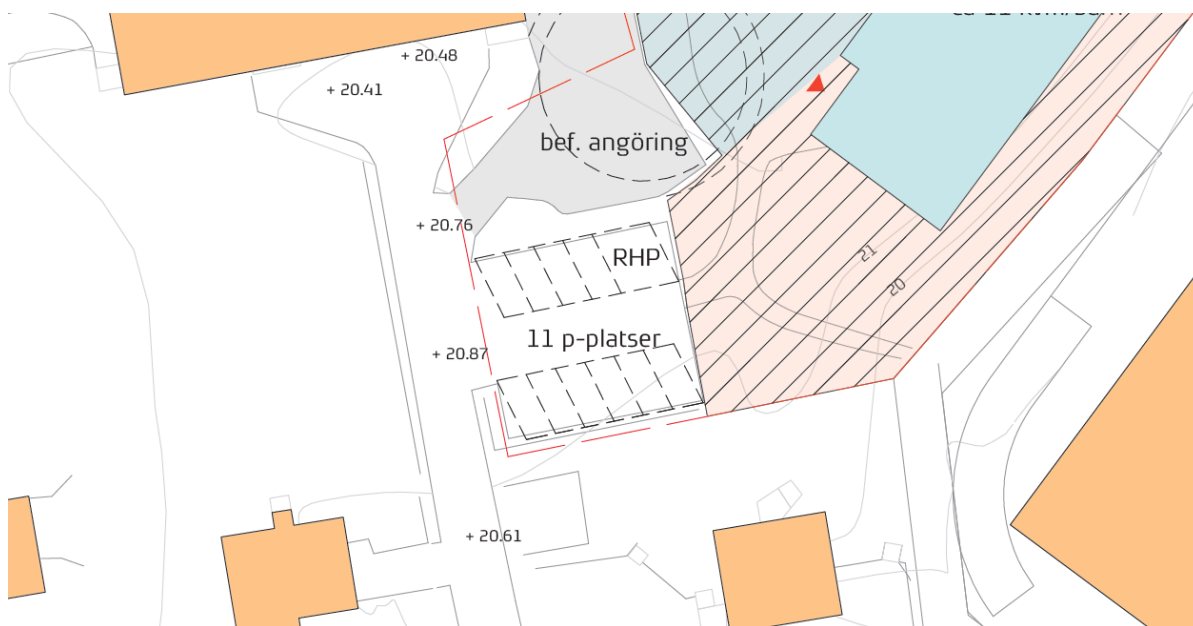 + 20.48
+ 20.41
bef. angöring
+ 20.76
RHP
21
20
11 p-platser
+ 20.87
+ 20.61